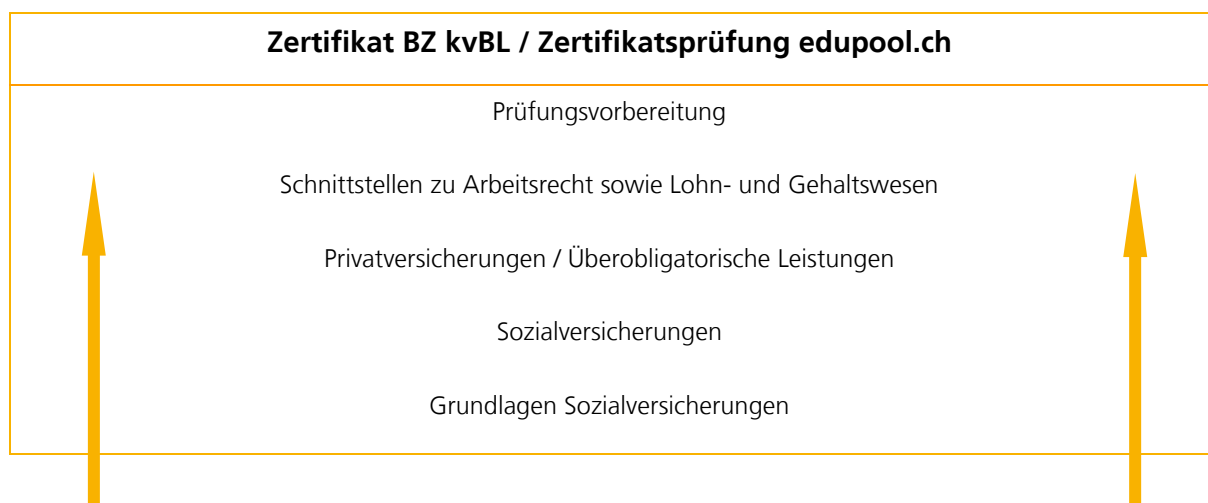 Zertifikat BZ kvBL / Zertifikatsprüfung edupool.ch
Prüfungsvorbereitung
Schnittstellen zu Arbeitsrecht sowie Lohn- und Gehaltswesen
Privatversicherungen / Überobligatorische Leistungen
Sozialversicherungen
Grundlagen Sozialversicherungen